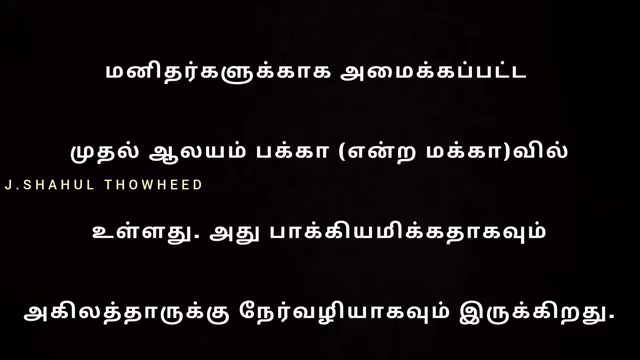 மனிதர்களுக்காக அமைக்கப்பட்ட
முதல் ஆலயம் பக்கா (என்ற மக்கா)வில்
J.SHAHUL THOWHEED
உள்ளது. அது பாக்கியமிக்கதாகவும்
அகிலத்தாருக்கு நேர்வழியாகவும் இருக்கிறது.